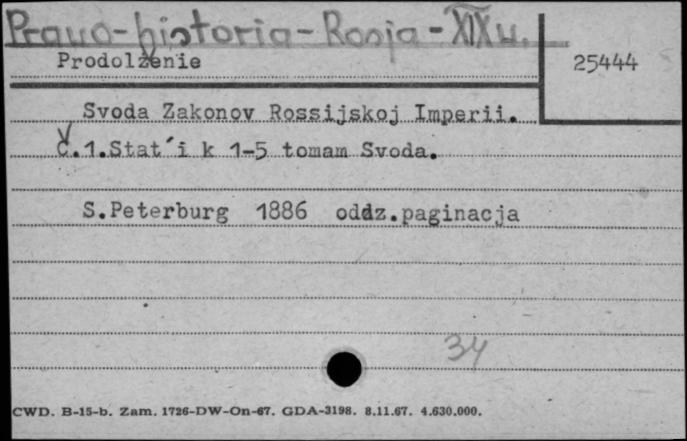 Prawo-historia-Rosja-XIXw.
Prodolženie
25444
Svoda Zakonov Rossijskoj Imperii.
Č.1.Stat´i k 1-5 tomam Svoda.
S.Peterburg 1886 oddz.paginacja
34
CWD. B-15-b. Zam. 1726-DW-On-67. GDA-3198. 8.11.67. 4.630.000.